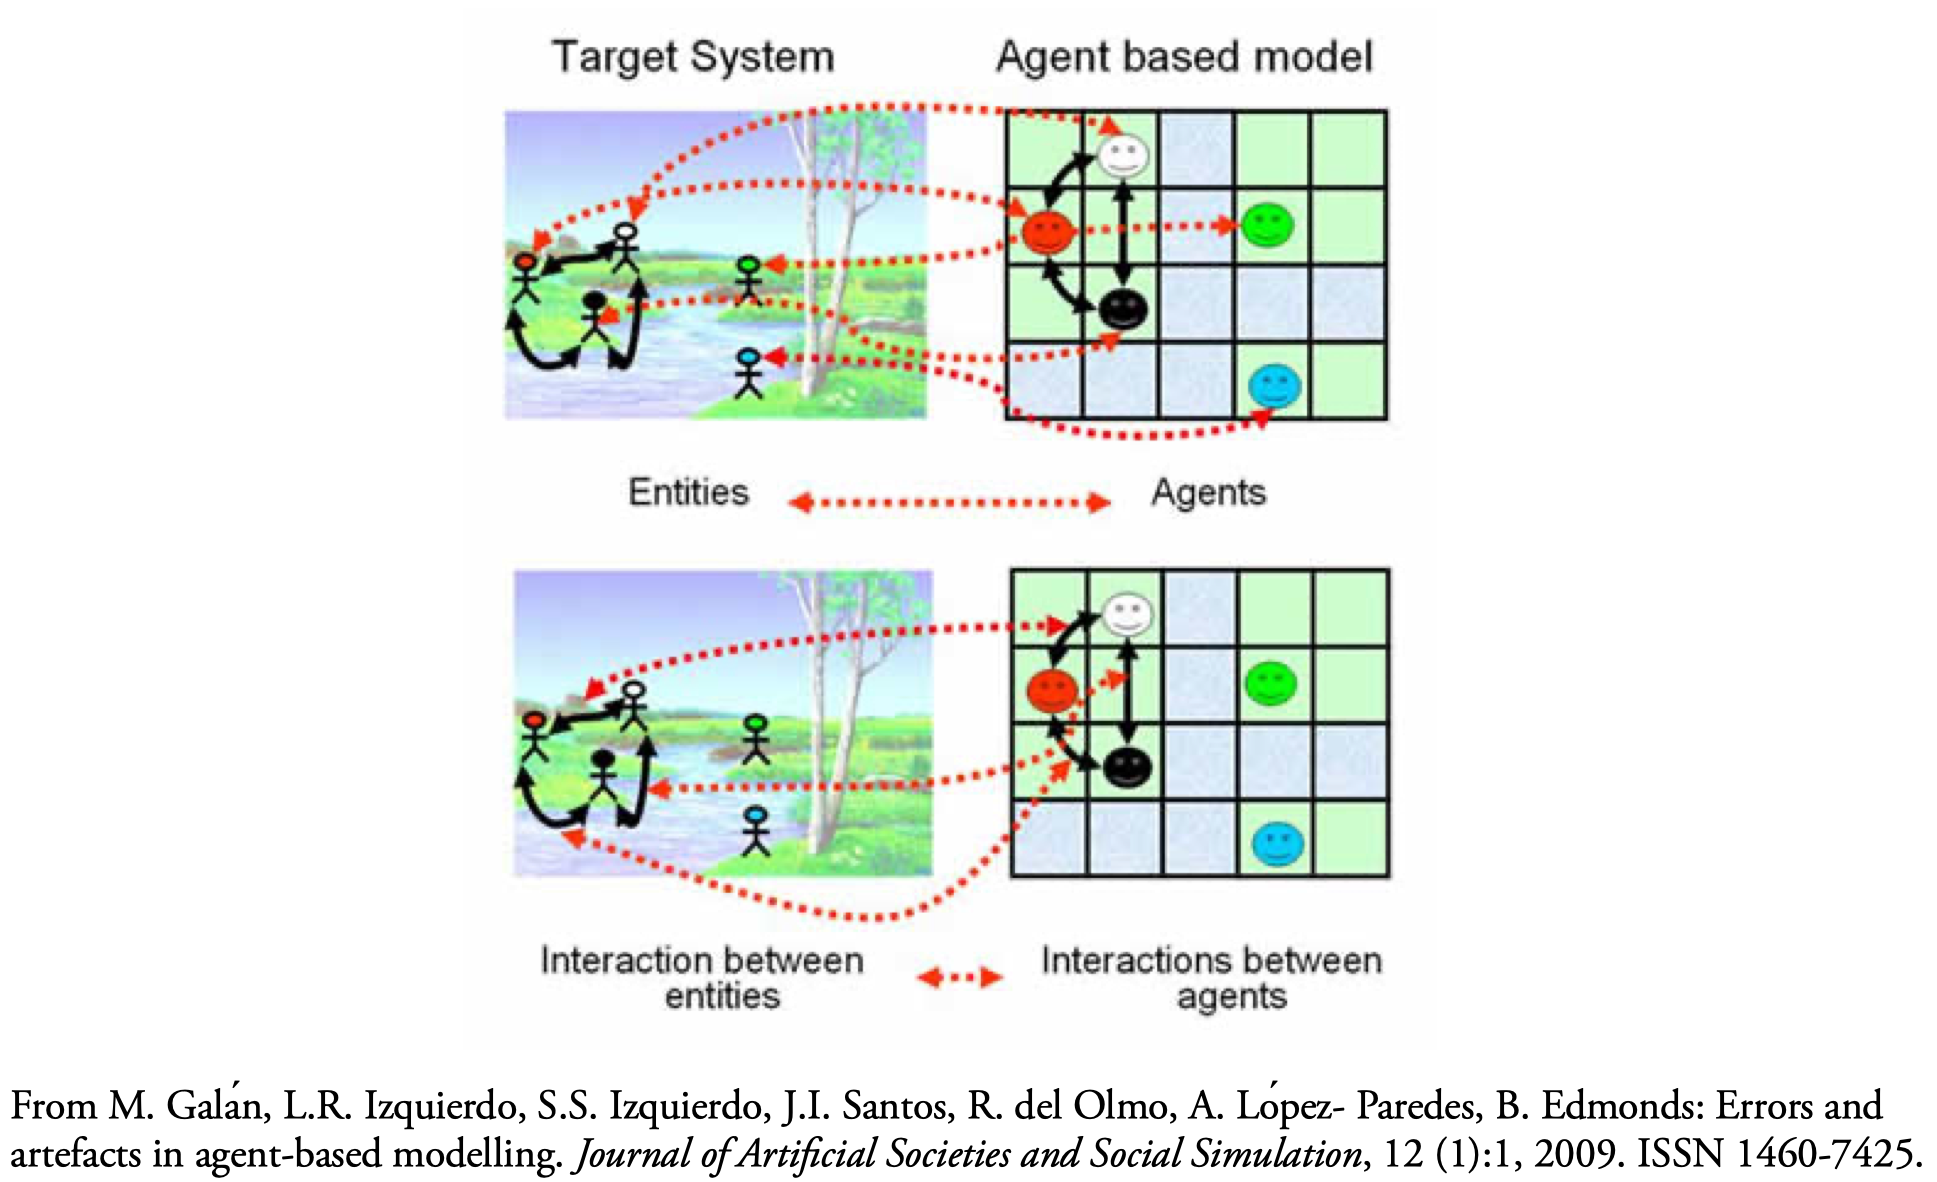 Target System
Agent based model
Entities
Agents
Interaction between
entities
Interactions between
agents
From M. Galán, L.R. Izquierdo, S.S. Izquierdo, J.I. Santos, R. del Olmo, A. López- Paredes, B. Edmonds: Errors and
artefacts in agent-based modelling. Journal of Artificial Societies and Social Simulation, 12 (1):1, 2009. ISSN 1460-7425.